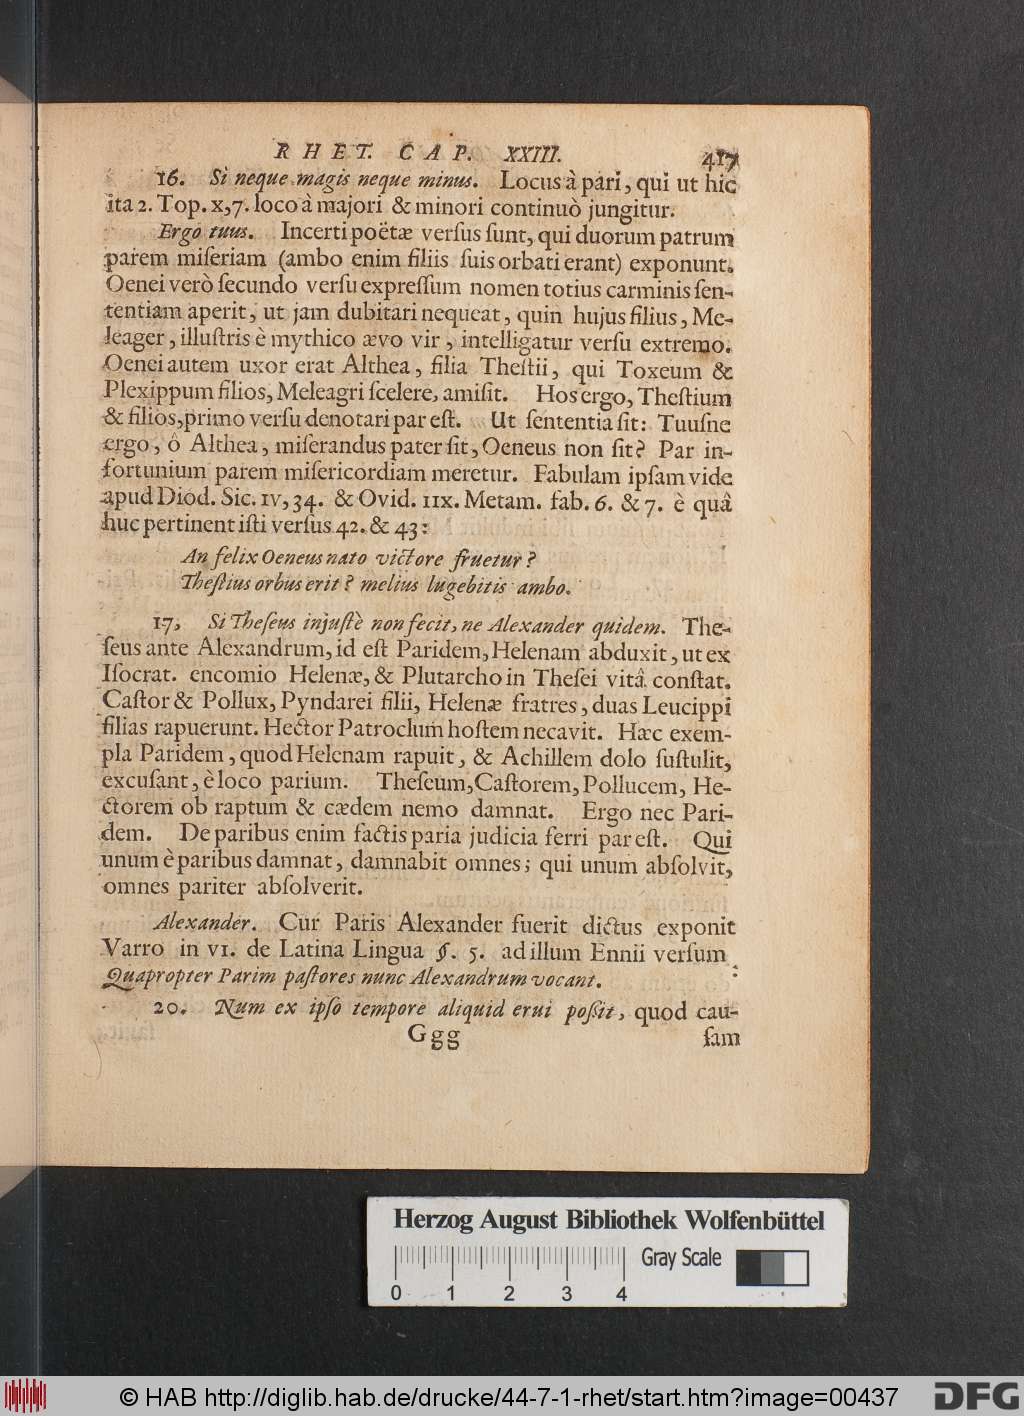 RHET. CAP. XXIII. 417
16. Si neque magis neque minus. Locus à pari, qui ut hic
ita 2. Top. x,7. loco à majori & minori continuò jungitur.
Ergo tuus. Incerti poëtæ verſus ſunt, qui duorum patrum
parem miſeriam (ambo enim filiis ſuis orbati erant) exponunt.
Oenei verò ſecundo verſu expreſſum nomen totius carminis ſen-
tentiam aperit, ut jam dubitari nequeat, quin hujus filius, Me-
leager, illuſtris è mythico ævo vir, intelligatur verſu extremo.
Oenei autem uxor erat Althea, filia Theſtii, qui Toxeum &
Plexippum filios, Meleagri ſcelere, amiſit. Hos ergo, Theſtium
& filios, primo verſu denotari par eſt. Ut ſententia ſit: Tuuſne
ergo, ô Althea, miſerandus pater ſit, Oeneus non ſit? Par in-
fortunium parem miſericordiam meretur. Fabulam ipſam vide
apud Diod. Sic. IV, 34. & Ovid. IIX. Metam. fab. 6. & 7. è quâ
huc pertinent iſti verſus 42. & 43:
An felix Oeneus nato victore fruetur?
Theſtius orbus erit? melius lugebitis ambo.
17. Si Theſeus injuſtè non fecit, ne Alexander quidem. The-
ſeus ante Alexandrum, id eſt Paridem, Helenam abduxit, ut ex
Iſocrat. encomio Helenæ, & Plutarcho in Theſei vitâ conſtat.
Caſtor & Pollux, Pyndarei filii, Helenæ fratres, duas Leucippi
filias rapuerunt. Hector Patroclum hoſtem necavit. Hæc exem-
pla Paridem, quod Helenam rapuit, & Achillem dolo ſuſtulit,
excuſant, è loco parium. Theſeum, Caſtorem, Pollucem, He-
ctorem ob raptum & cædem nemo damnat. Ergo nec Pari-
dem. De paribus enim factis paria judicia ferri par eſt. Qui
unum è paribus damnat, damnabit omnes; qui unum abſolvit,
omnes pariter abſolverit.
Alexander. Cur Paris Alexander fuerit dictus exponit
Varro in VI. de Latina Lingua §. 5. ad illum Ennii verſum:
Quapropter Parim paſtores nunc Alexandrum vocant.
20. Num ex ipſo tempore aliquid erui poſſit, quod cau-
Ggg ſam
Herzog August Bibliothek Wolfenbüttel
Gray Scale
0 1 2 3 4
© HAB http://diglib.hab.de/drucke/44-7-1-rhet/start.htm?image=00437 DFG